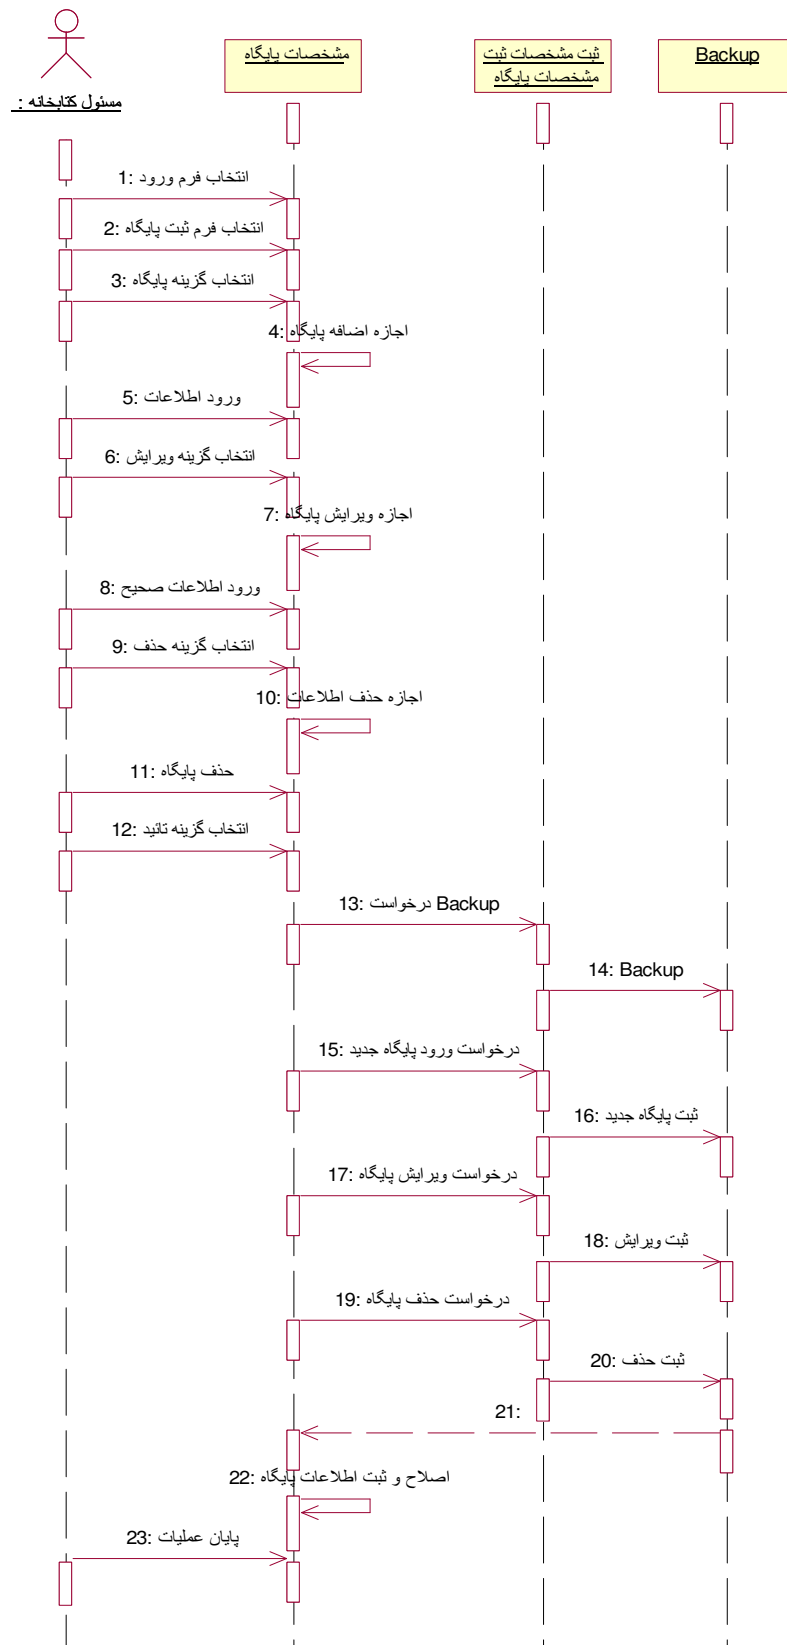 مشخصات پایگاه
ثبت مشخصات ثبت
مشخصات پایگاه
Backup
مسئول کتابخانه :
1: انتخاب فرم ورود
2: انتخاب فرم ثبت پایگاه
3: انتخاب گزینه پایگاه
4: اجازه اضافه پایگاه
5: ورود اطلاعات
6: انتخاب گزینه ویرایش
7: اجازه ویرایش پایگاه
8: ورود اطلاعات صحیح
9: انتخاب گزینه حذف
10: اجازه حذف اطلاعات
11: حذف پایگاه
12: انتخاب گزینه تائید
13: درخواست Backup
14: Backup
15: درخواست ورود پایگاه جدید
16: ثبت پایگاه جدید
17: درخواست ویرایش پایگاه
18: ثبت ویرایش
19: درخواست حذف پایگاه
20: ثبت حذف
21:
22: اصلاح و ثبت اطلاعات پایگاه
23: پایان عملیات